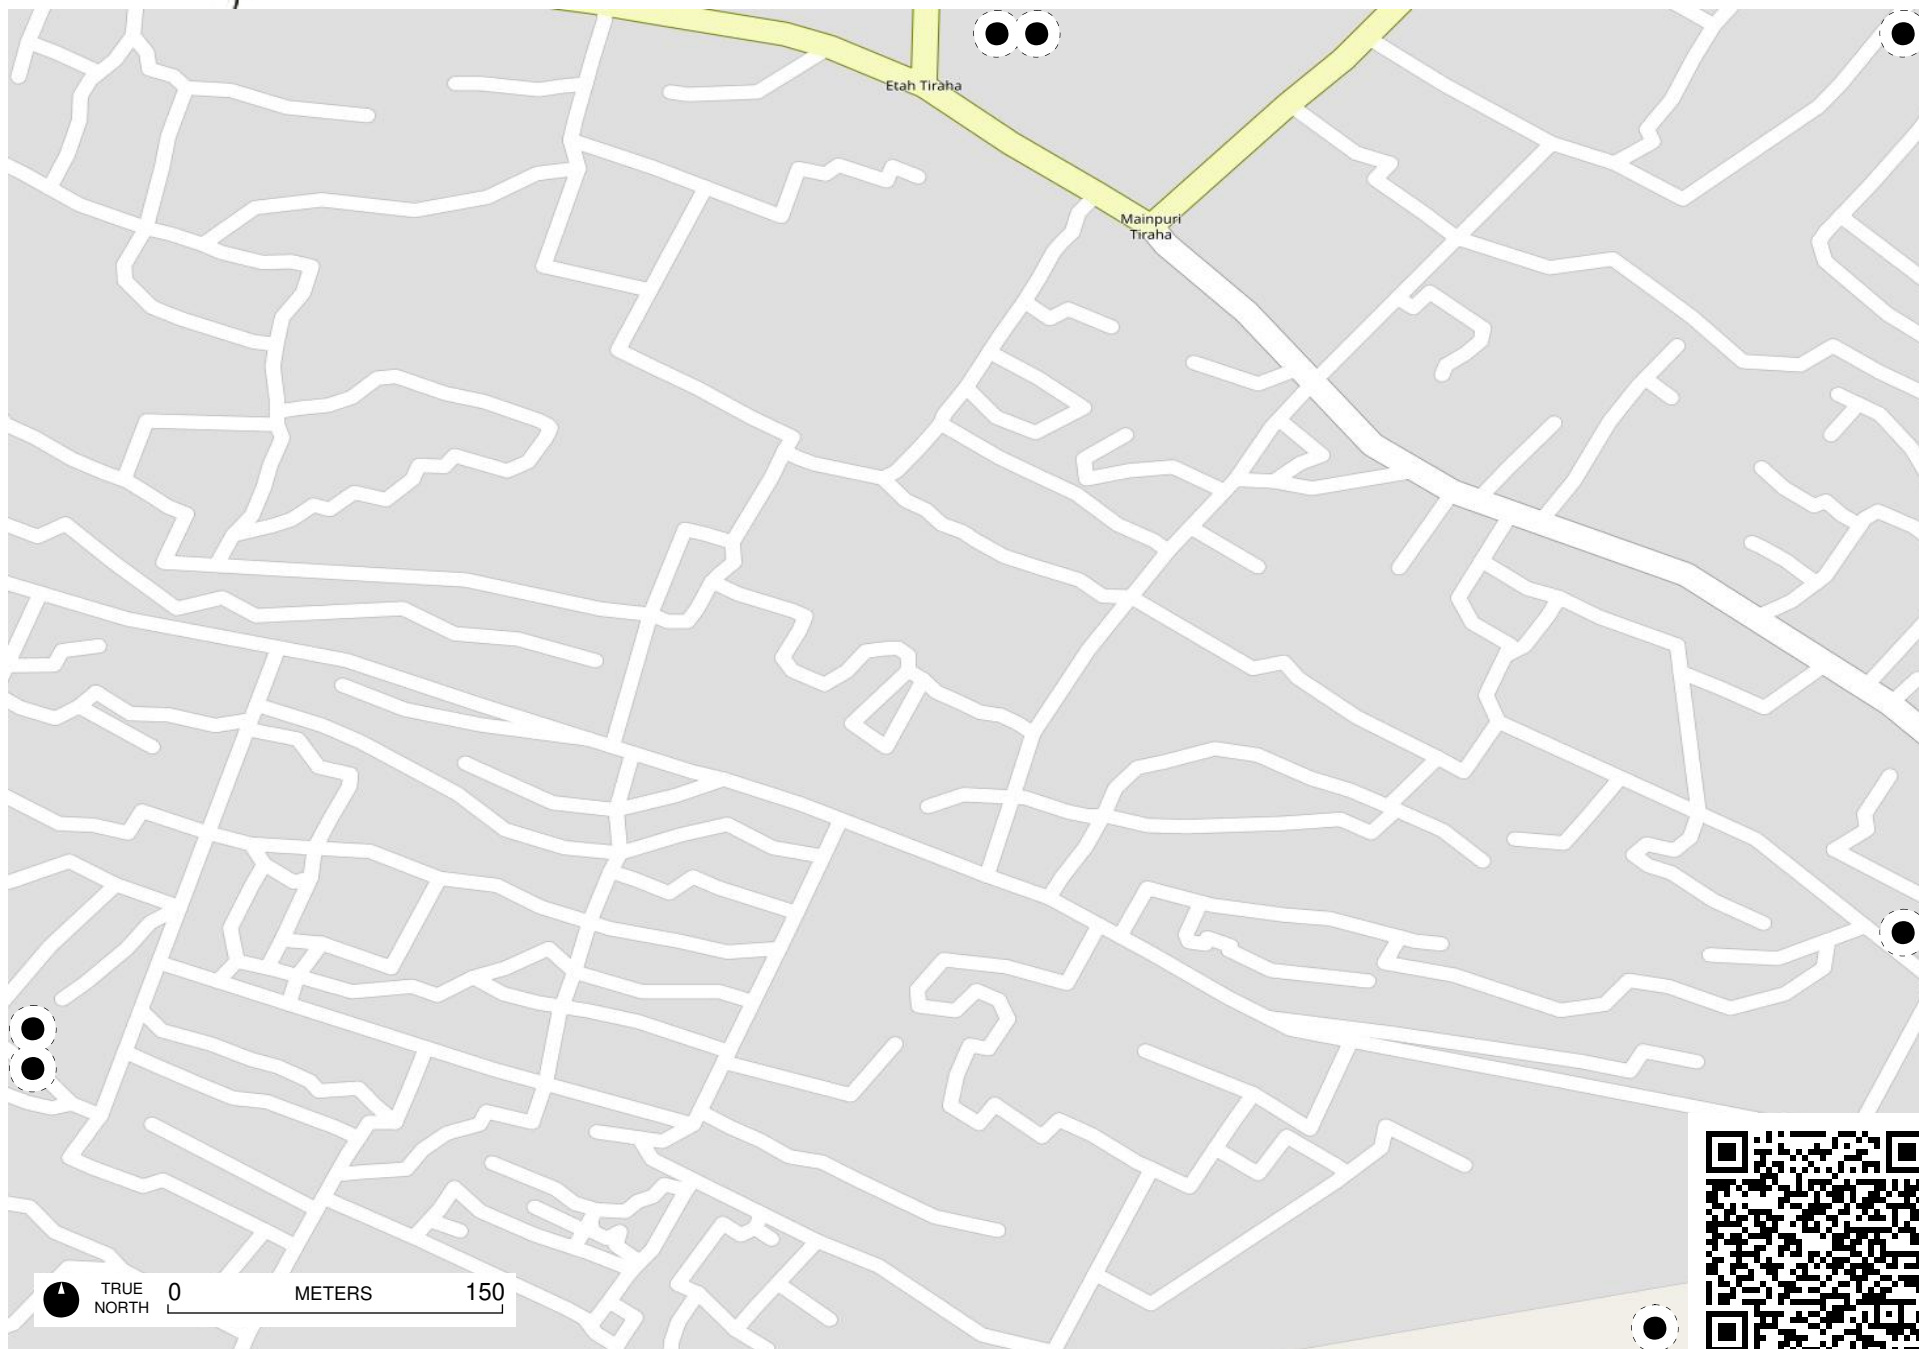 Etah Tiraha
Mainpuri
Tiraha
TRUE
NORTH
0 METERS 150